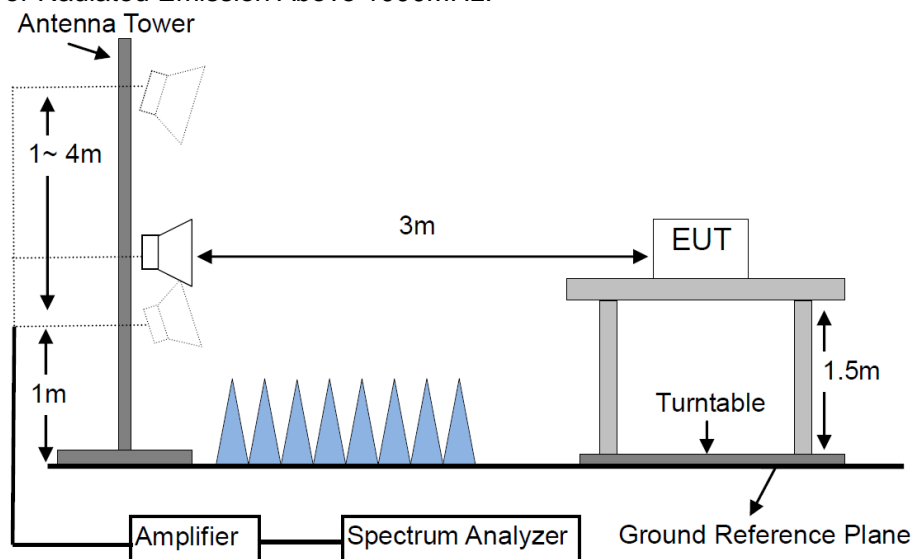 or Radiated Emission Above 1000MHz.
Antenna Tower
1~ 4m
3m
EUT
1m
1.5m
Turntable
Amplifier
Spectrum Analyzer
Ground Reference Plane